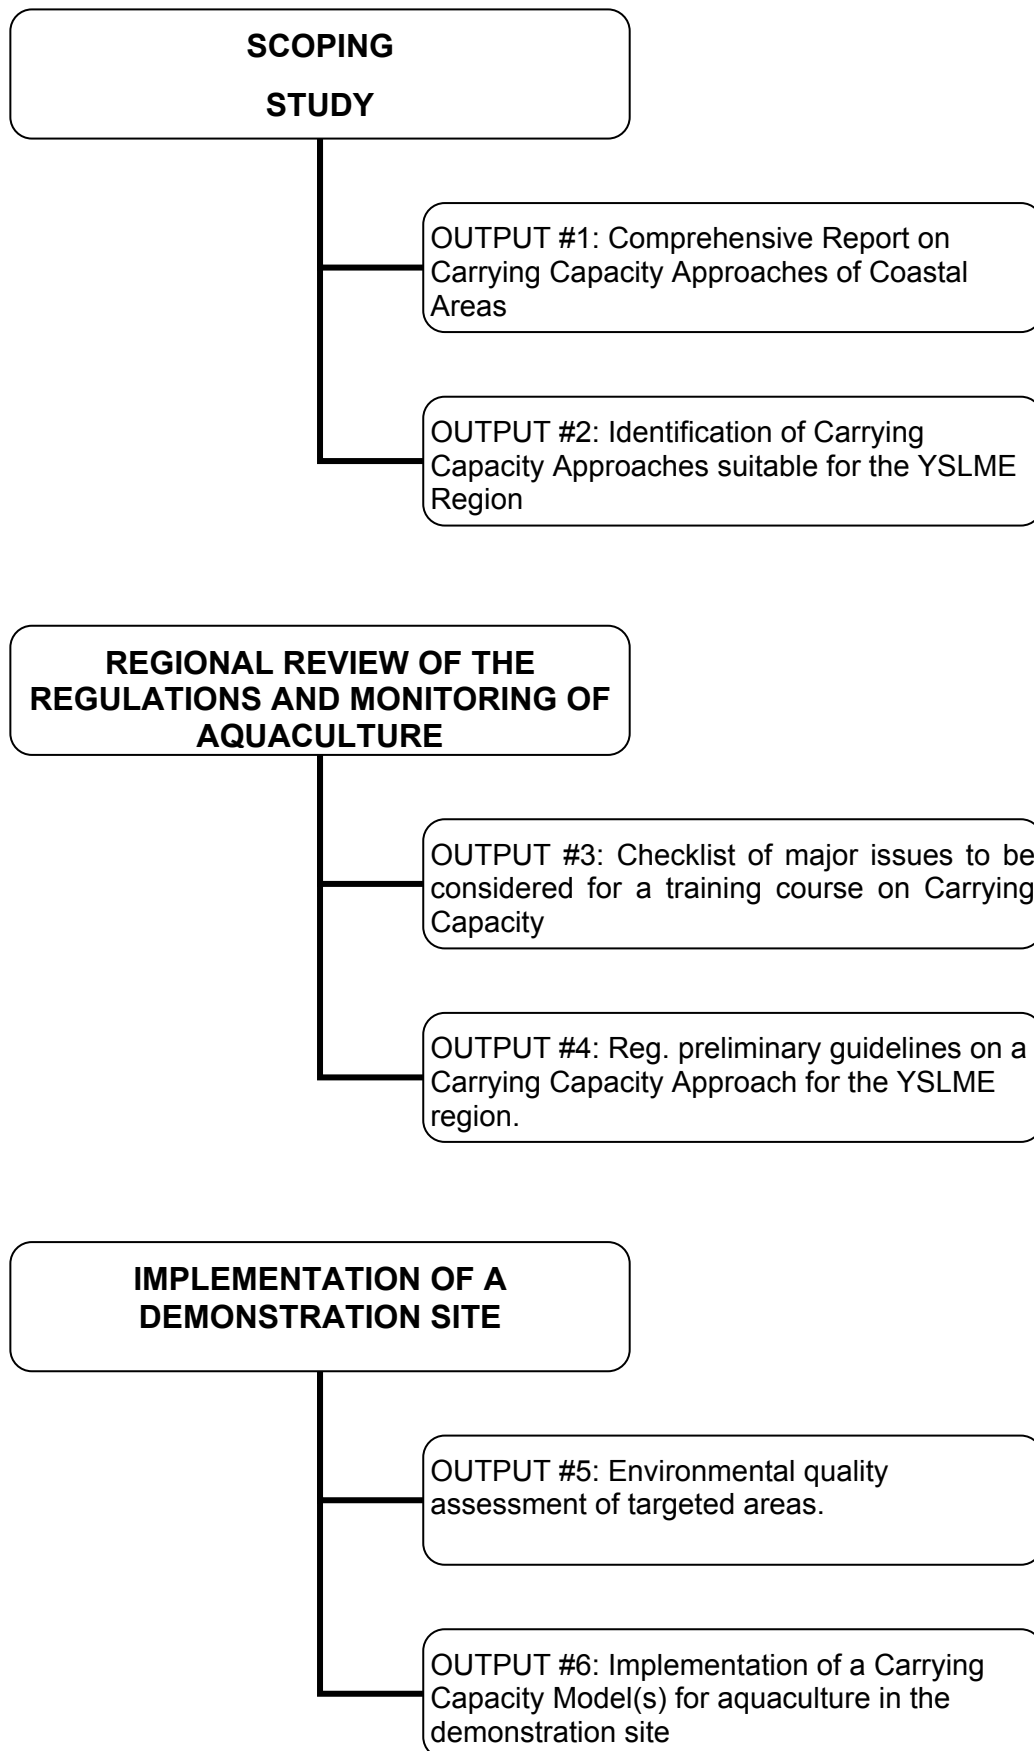 SCOPING
STUDY
OUTPUT #1: Comprehensive Report on
Carrying Capacity Approaches of Coastal
Areas
OUTPUT #2: Identification of Carrying
Capacity Approaches suitable for the YSLME
Region
REGIONAL REVIEW OF THE
REGULATIONS AND MONITORING OF
AQUACULTURE
OUTPUT #3: Checklist of major issues to be
considered for a training course on Carrying
Capacity
OUTPUT #4: Reg. preliminary guidelines on a
Carrying Capacity Approach for the YSLME
region.
IMPLEMENTATION OF A
DEMONSTRATION SITE
OUTPUT #5: Environmental quality
assessment of targeted areas.
OUTPUT #6: Implementation of a Carrying
Capacity Model(s) for aquaculture in the
demonstration site